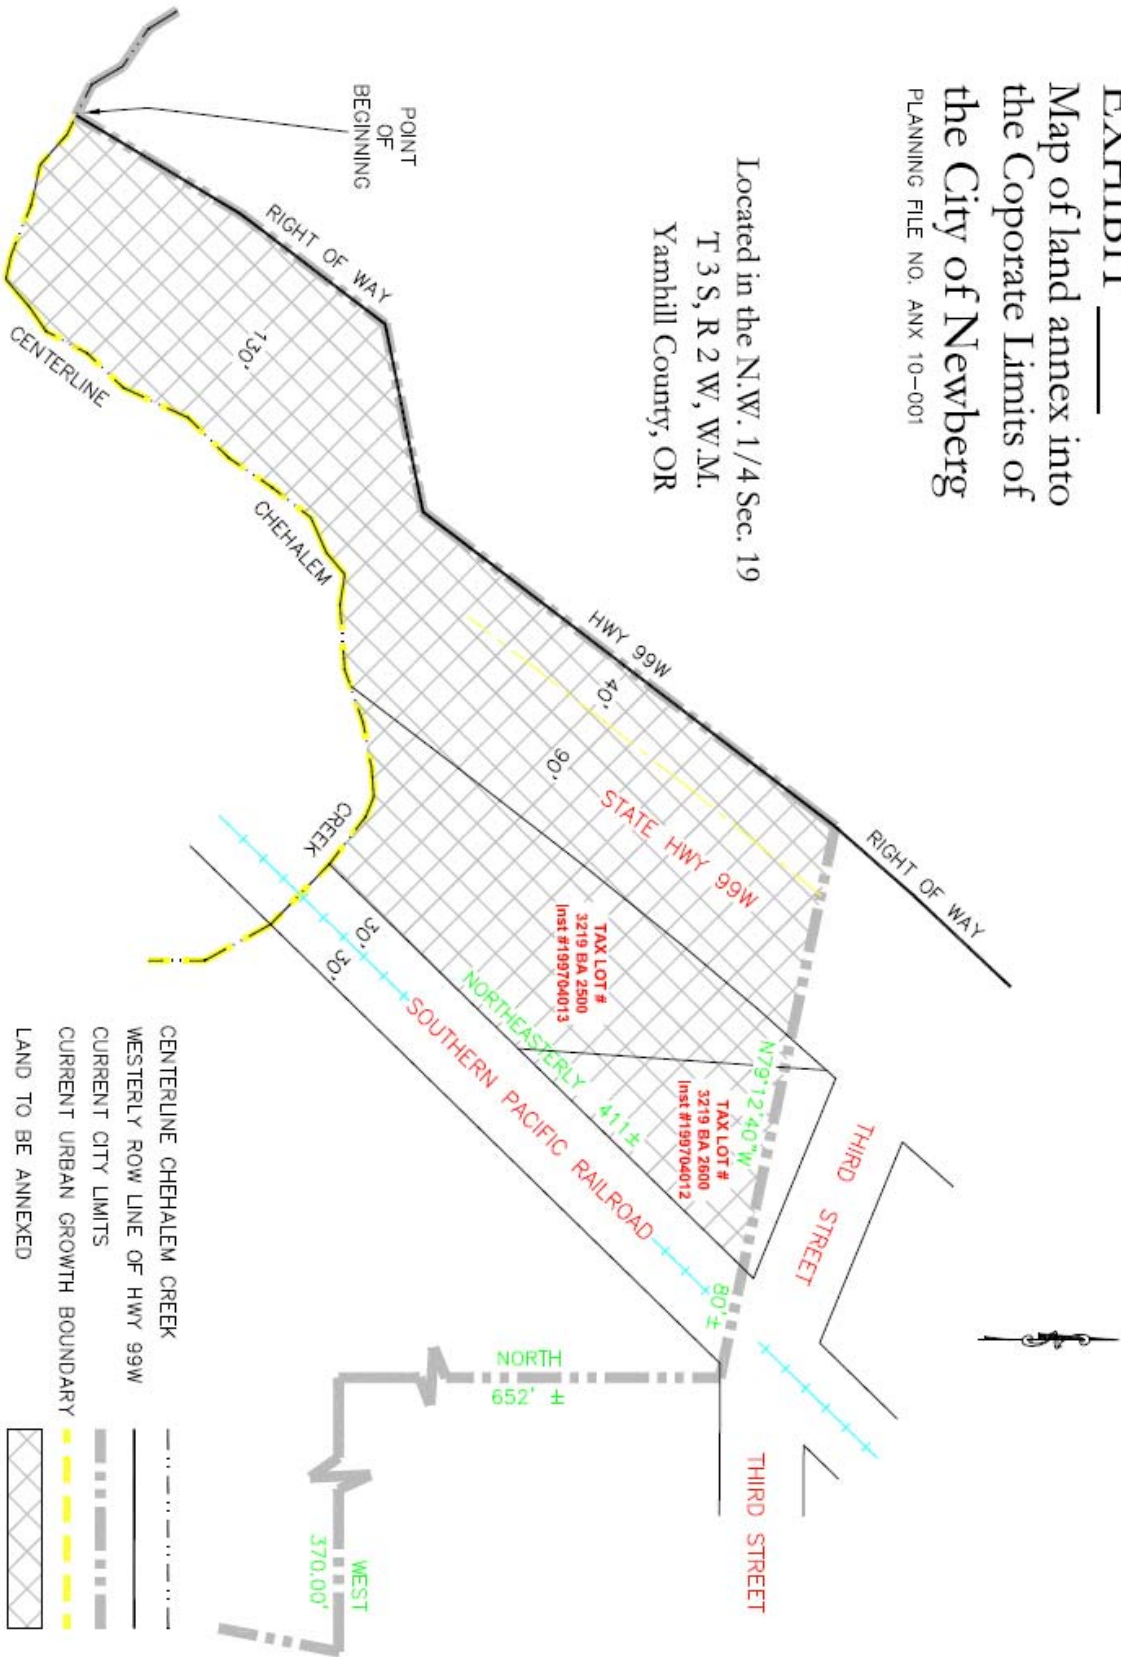 EXHIBIT
Map of land annex into
the Coporate Limits of
the City of Newberg
PLANNING FILE NO. ANX 10-001
Located in the N.W. 1/4 Sec. 19
T 3 S, R 2 W, W.M.
Yamhill County, OR
POINT
OF
BEGINNING
RIGHT OF WAY
130'
CENTERLINE
CHEHALEM
CREEK
HWY 99W
40'
90'
STATE HWY 99W
RIGHT OF WAY
TAX LOT #
3219 BA 2500
Inst #199704013
TAX LOT #
3219 BA 2600
Inst #199704012
N79°12'40"W
NORTHEASTERLY 411±
30'
30'
SOUTHERN PACIFIC RAILROAD
80' ±
THIRD STREET
THIRD STREET
NORTH
652' ±
WEST
370.00'
CENTERLINE CHEHALEM CREEK
WESTERLY ROW LINE OF HWY 99W
CURRENT CITY LIMITS
CURRENT URBAN GROWTH BOUNDARY
LAND TO BE ANNEXED